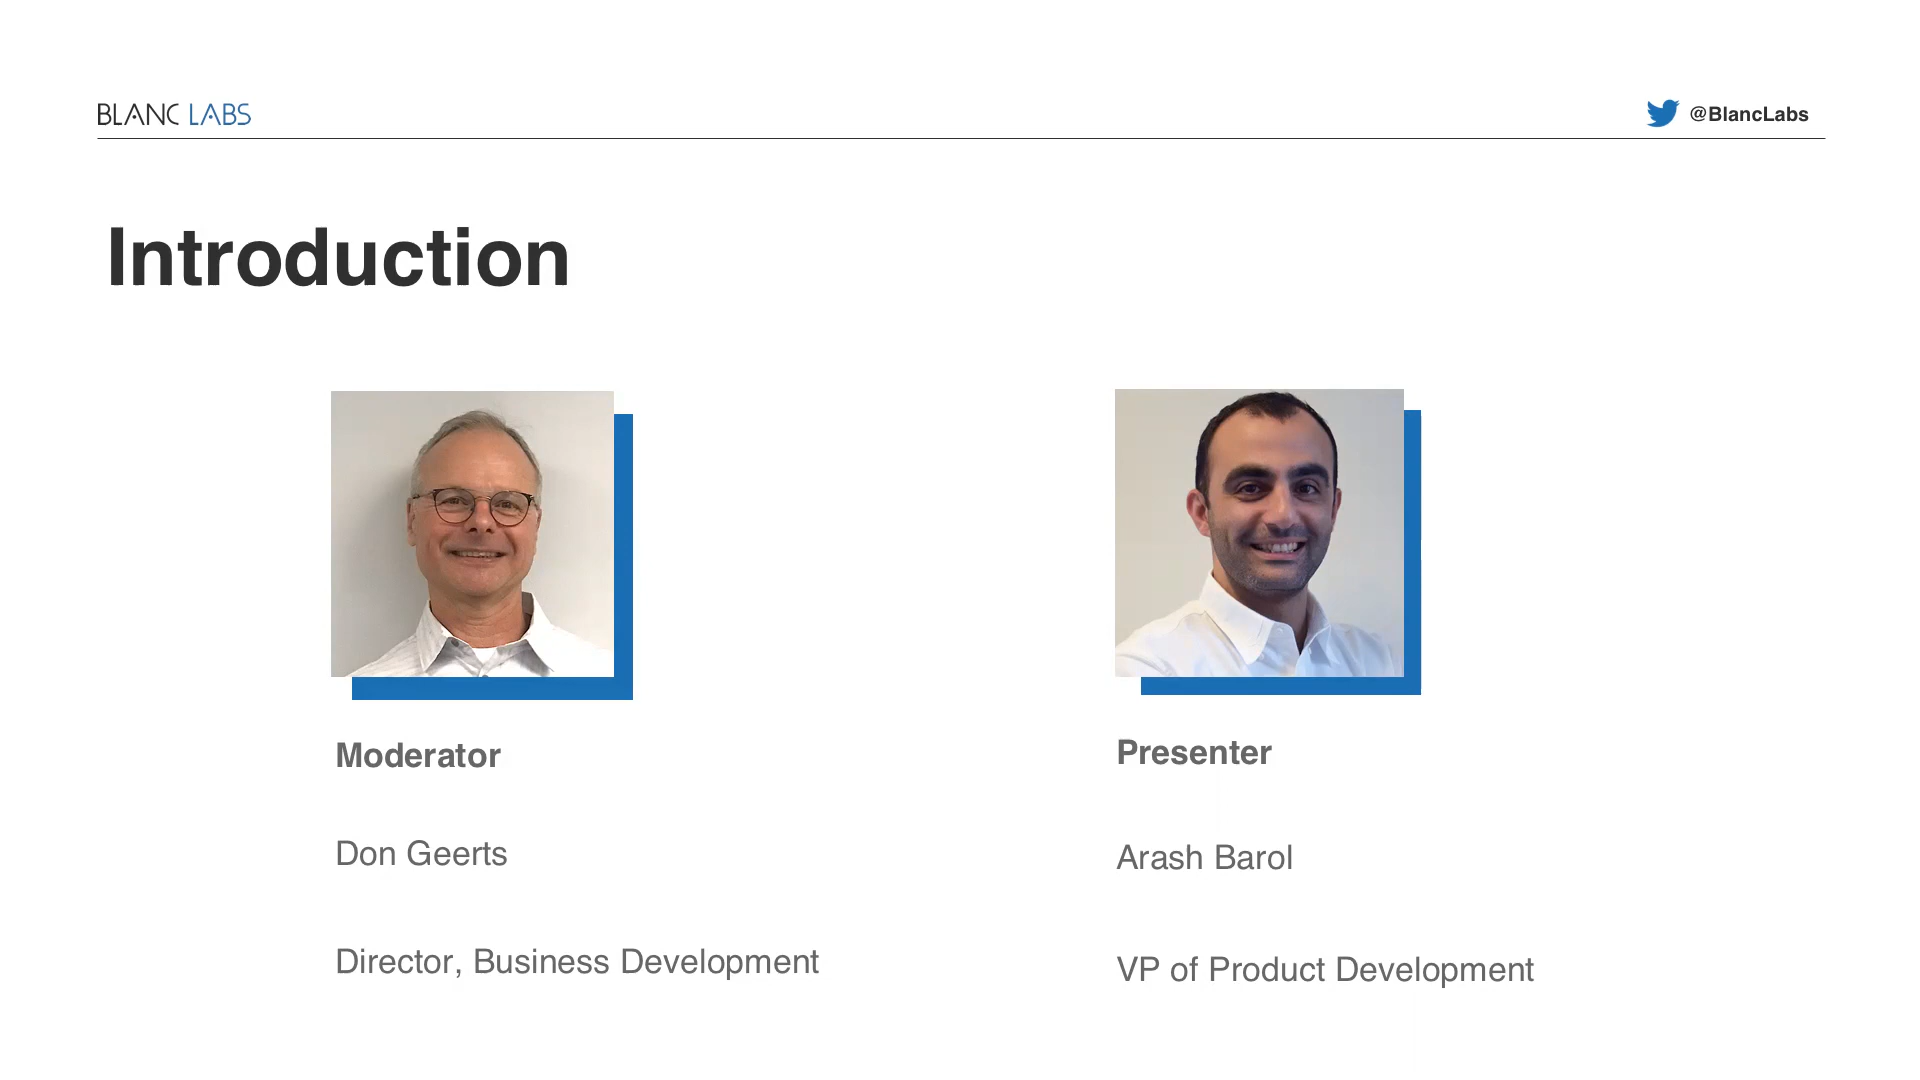 BLANC LABS
@BlancLabs
Introduction
Moderator
Don Geerts
Director, Business Development
Presenter
Arash Barol
VP of Product Development